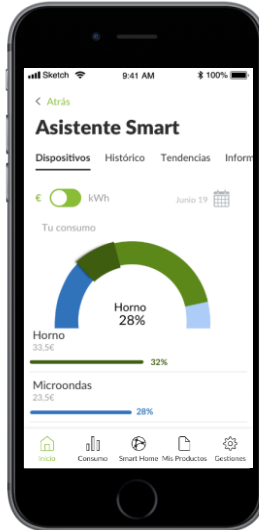 Sketch 9:41 AM 100%
< Atrás
Asistente Smart
Dispositivos Histórico Tendencias Inform
€ kWh Junio 19
Tu consumo
Horno
28%
Horno
33,5€
32%
Microondas
23,5€
28%
Inicio Consumo Smart Home Mis Productos Gestiones